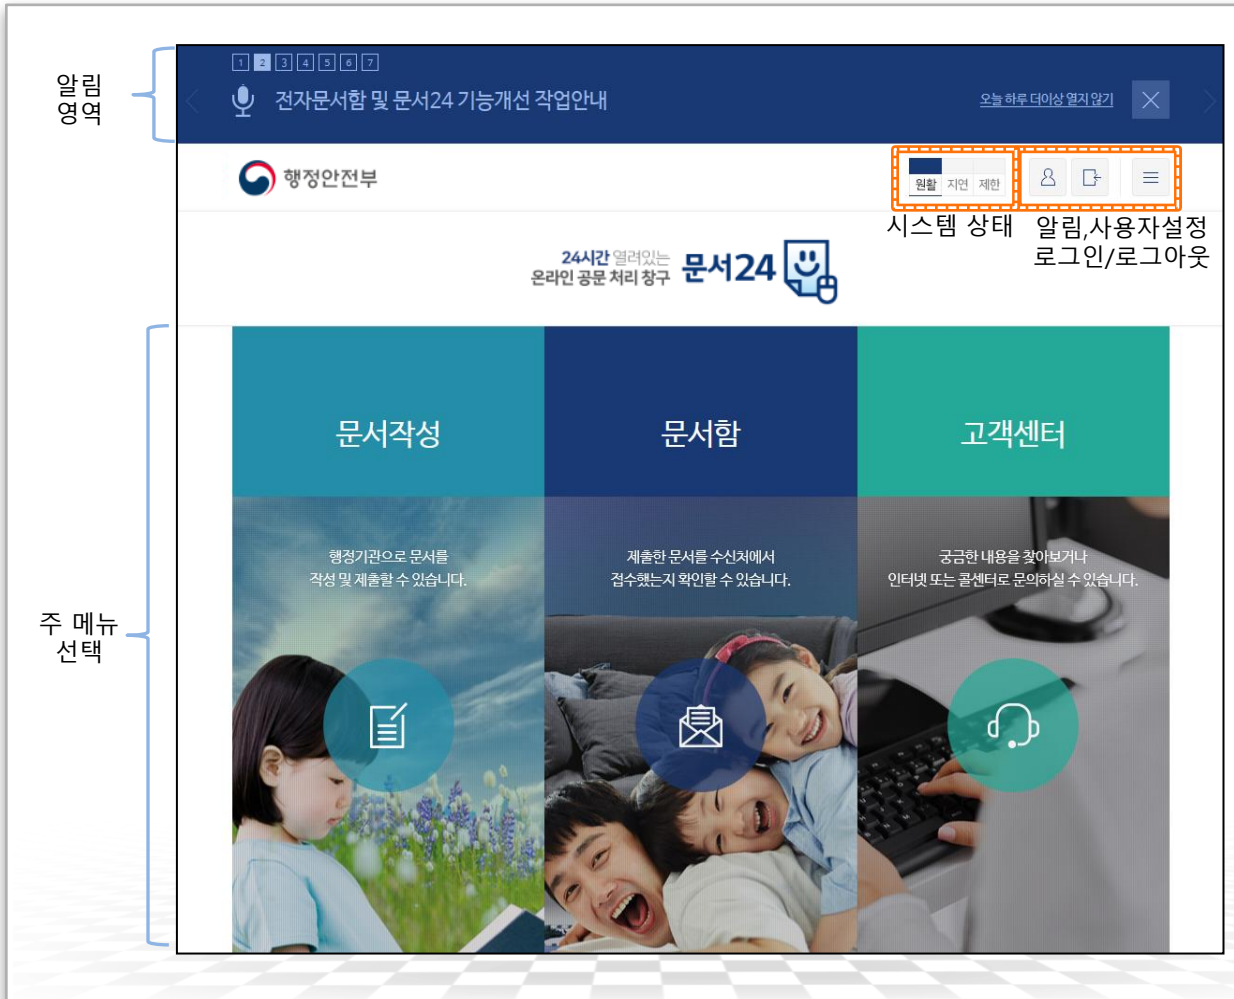 알림
영역
1 2 3 4 5 6 7
전자문서함 및 문서24 기능개선 작업안내
오늘 하루 더이상 열지 않기
행정안전부
원활 지연 제한
시스템 상태
알림,사용자설정
로그인/로그아웃
24시간 열려있는
온라인 공문 처리 창구
문서24
주 메뉴
선택
문서작성
행정기관으로 문서를
작성 및 제출할 수 있습니다.
문서함
제출한 문서를 수신처에서
접수했는지 확인할 수 있습니다.
고객센터
궁금한 내용을 찾아보거나
인터넷 또는 콜센터로 문의하실 수 있습니다.